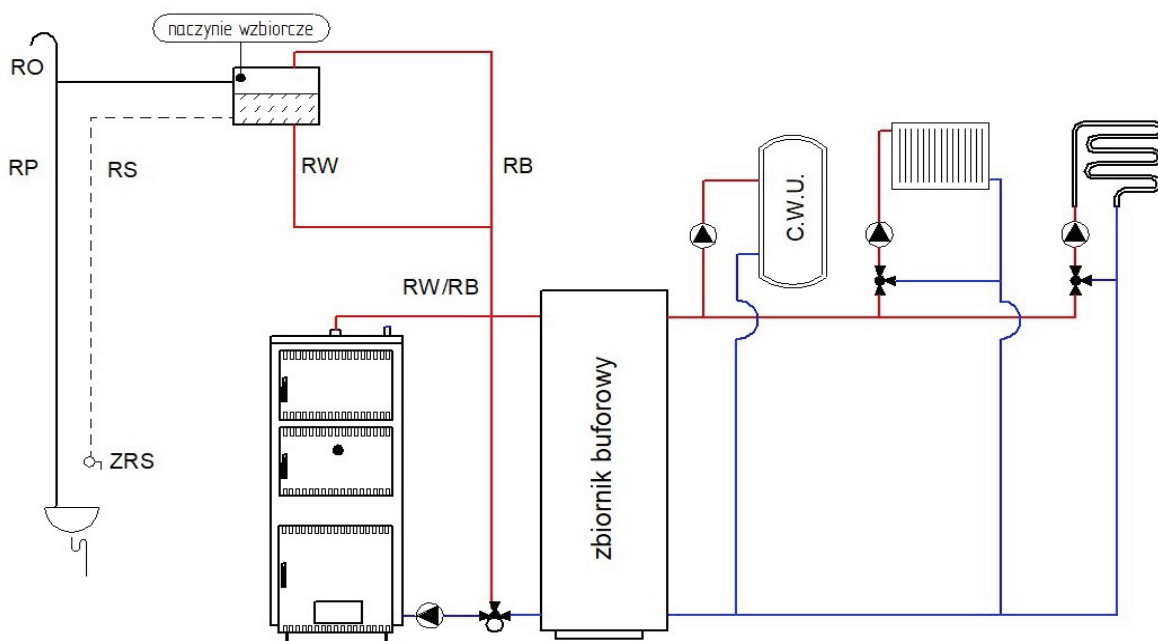 naczynie wzbiorcze
RO
RP
RS
RW
RB
RW/RB
C.W.U.
ZRS
zbiornik buforowy